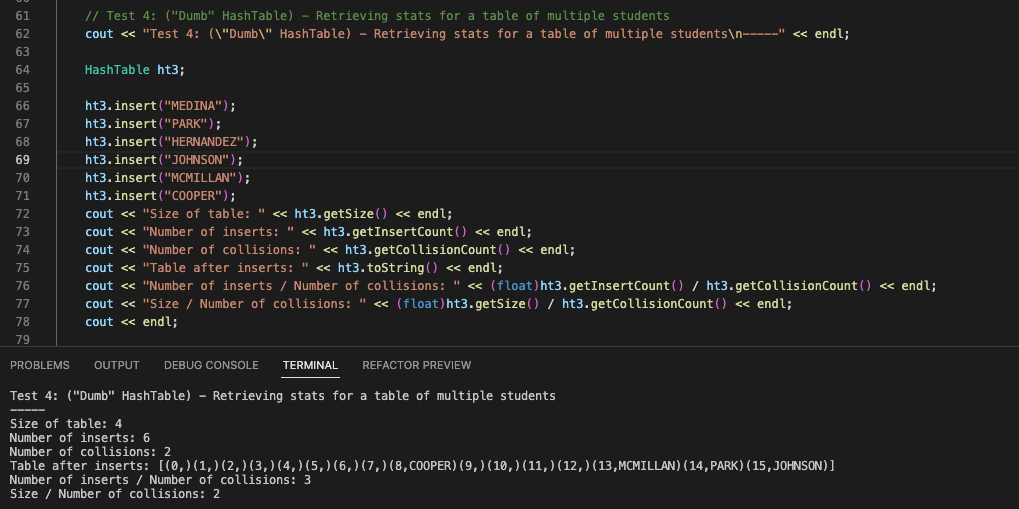 61 // Test 4: ("Dumb" HashTable) – Retrieving stats for a table of multiple students
62 cout << "Test 4: (\"Dumb\" HashTable) – Retrieving stats for a table of multiple students\n-----" << endl;
63
64 HashTable ht3;
65
66 ht3.insert("MEDINA");
67 ht3.insert("PARK");
68 ht3.insert("HERNANDEZ");
69 ht3.insert("JOHNSON");
70 ht3.insert("MCMILLAN");
71 ht3.insert("COOPER");
72 cout << "Size of table: " << ht3.getSize() << endl;
73 cout << "Number of inserts: " << ht3.getInsertCount() << endl;
74 cout << "Number of collisions: " << ht3.getCollisionCount() << endl;
75 cout << "Table after inserts: " << ht3.toString() << endl;
76 cout << "Number of inserts / Number of collisions: " << (float)ht3.getInsertCount() / ht3.getCollisionCount() << endl;
77 cout << "Size / Number of collisions: " << (float)ht3.getSize() / ht3.getCollisionCount() << endl;
78 cout << endl;
79
PROBLEMS OUTPUT DEBUG CONSOLE TERMINAL REFACTOR PREVIEW
Test 4: ("Dumb" HashTable) – Retrieving stats for a table of multiple students
-----
Size of table: 4
Number of inserts: 6
Number of collisions: 2
Table after inserts: [(0,)(1,)(2,)(3,)(4,)(5,)(6,)(7,)(8,COOPER)(9,)(10,)(11,)(12,)(13,MCMILLAN)(14,PARK)(15,JOHNSON)]
Number of inserts / Number of collisions: 3
Size / Number of collisions: 2